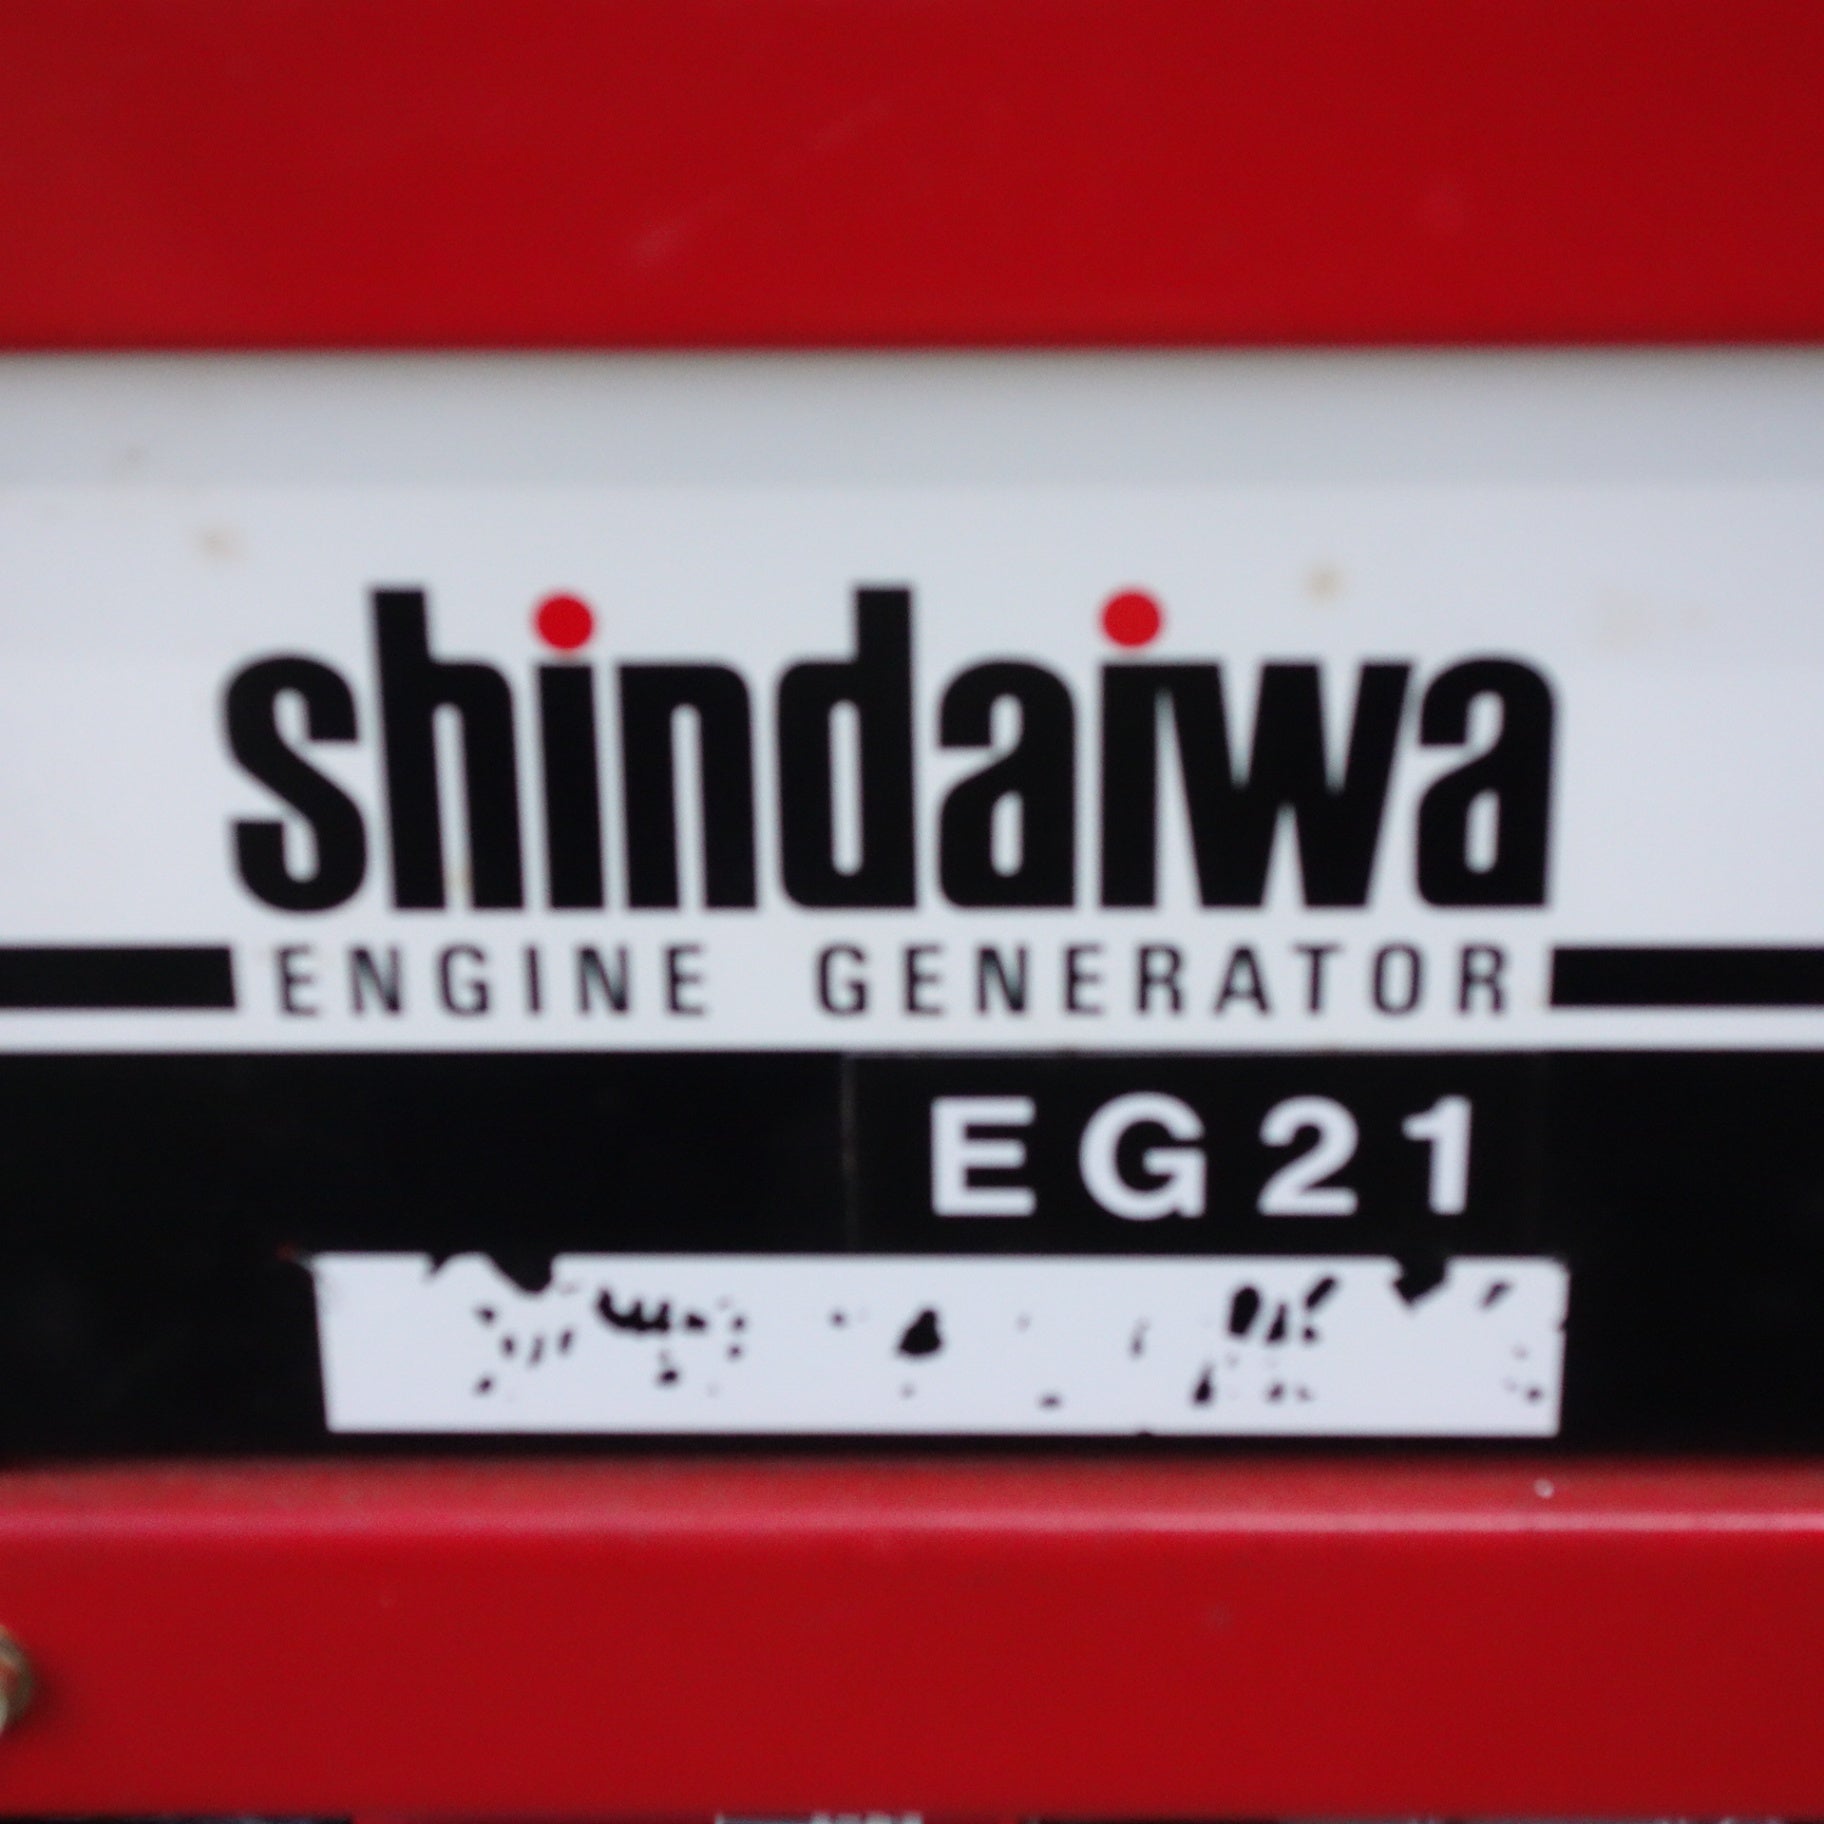 shindaiwa
ENGINE GENERATOR
EG21